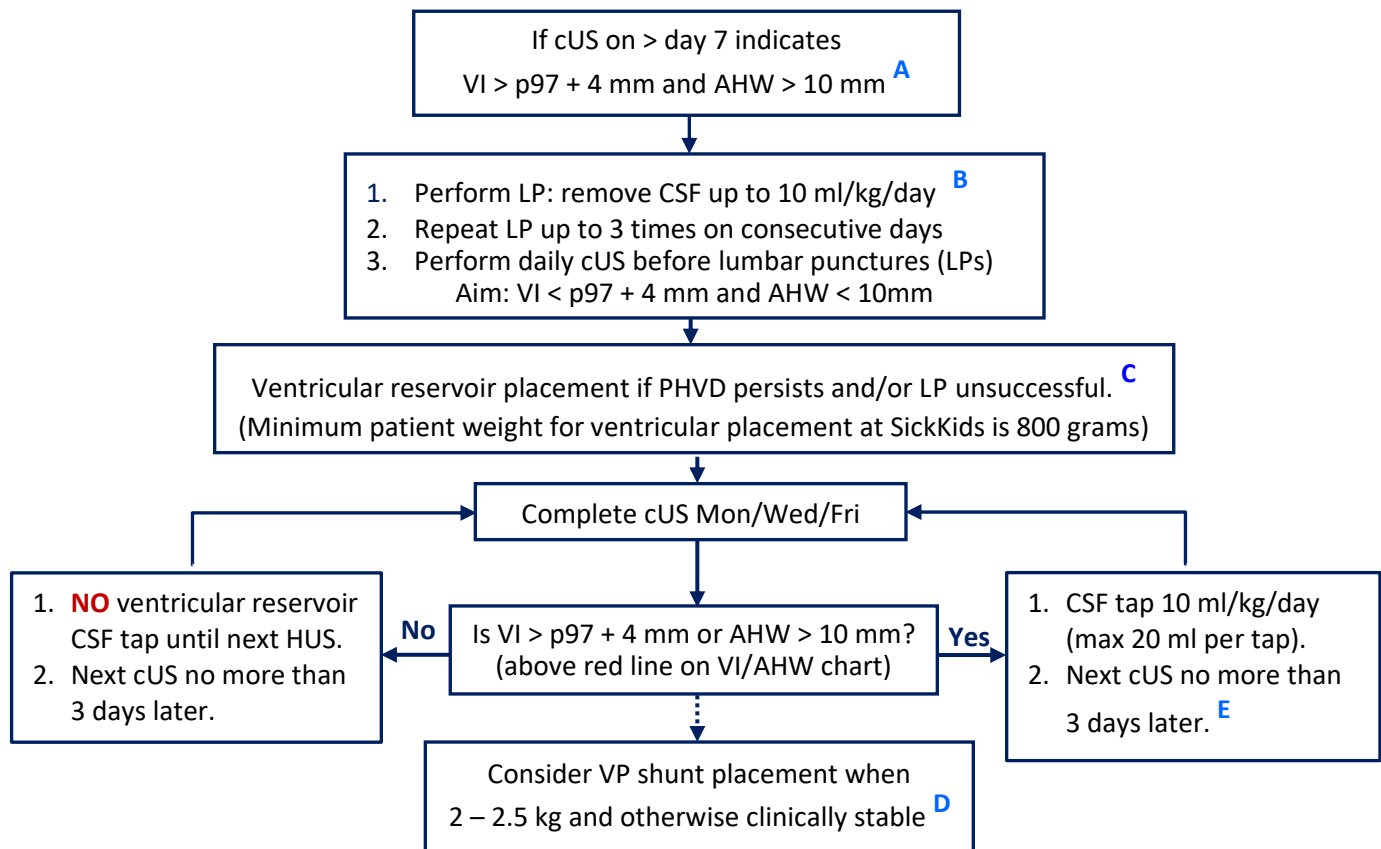 If cUS on > day 7 indicates
VI > p97 + 4 mm and AHW > 10 mm A
1. Perform LP: remove CSF up to 10 ml/kg/day B
2. Repeat LP up to 3 times on consecutive days
3. Perform daily cUS before lumbar punctures (LPs)
Aim: VI < p97 + 4 mm and AHW < 10mm
Ventricular reservoir placement if PHVD persists and/or LP unsuccessful. C
(Minimum patient weight for ventricular placement at SickKids is 800 grams)
Complete cUS Mon/Wed/Fri
1. NO ventricular reservoir
CSF tap until next HUS.
2. Next cUS no more than
3 days later.
No
Is VI > p97 + 4 mm or AHW > 10 mm?
(above red line on VI/AHW chart)
Yes
1. CSF tap 10 ml/kg/day
(max 20 ml per tap).
2. Next cUS no more than
3 days later. E
Consider VP shunt placement when
2 – 2.5 kg and otherwise clinically stable D